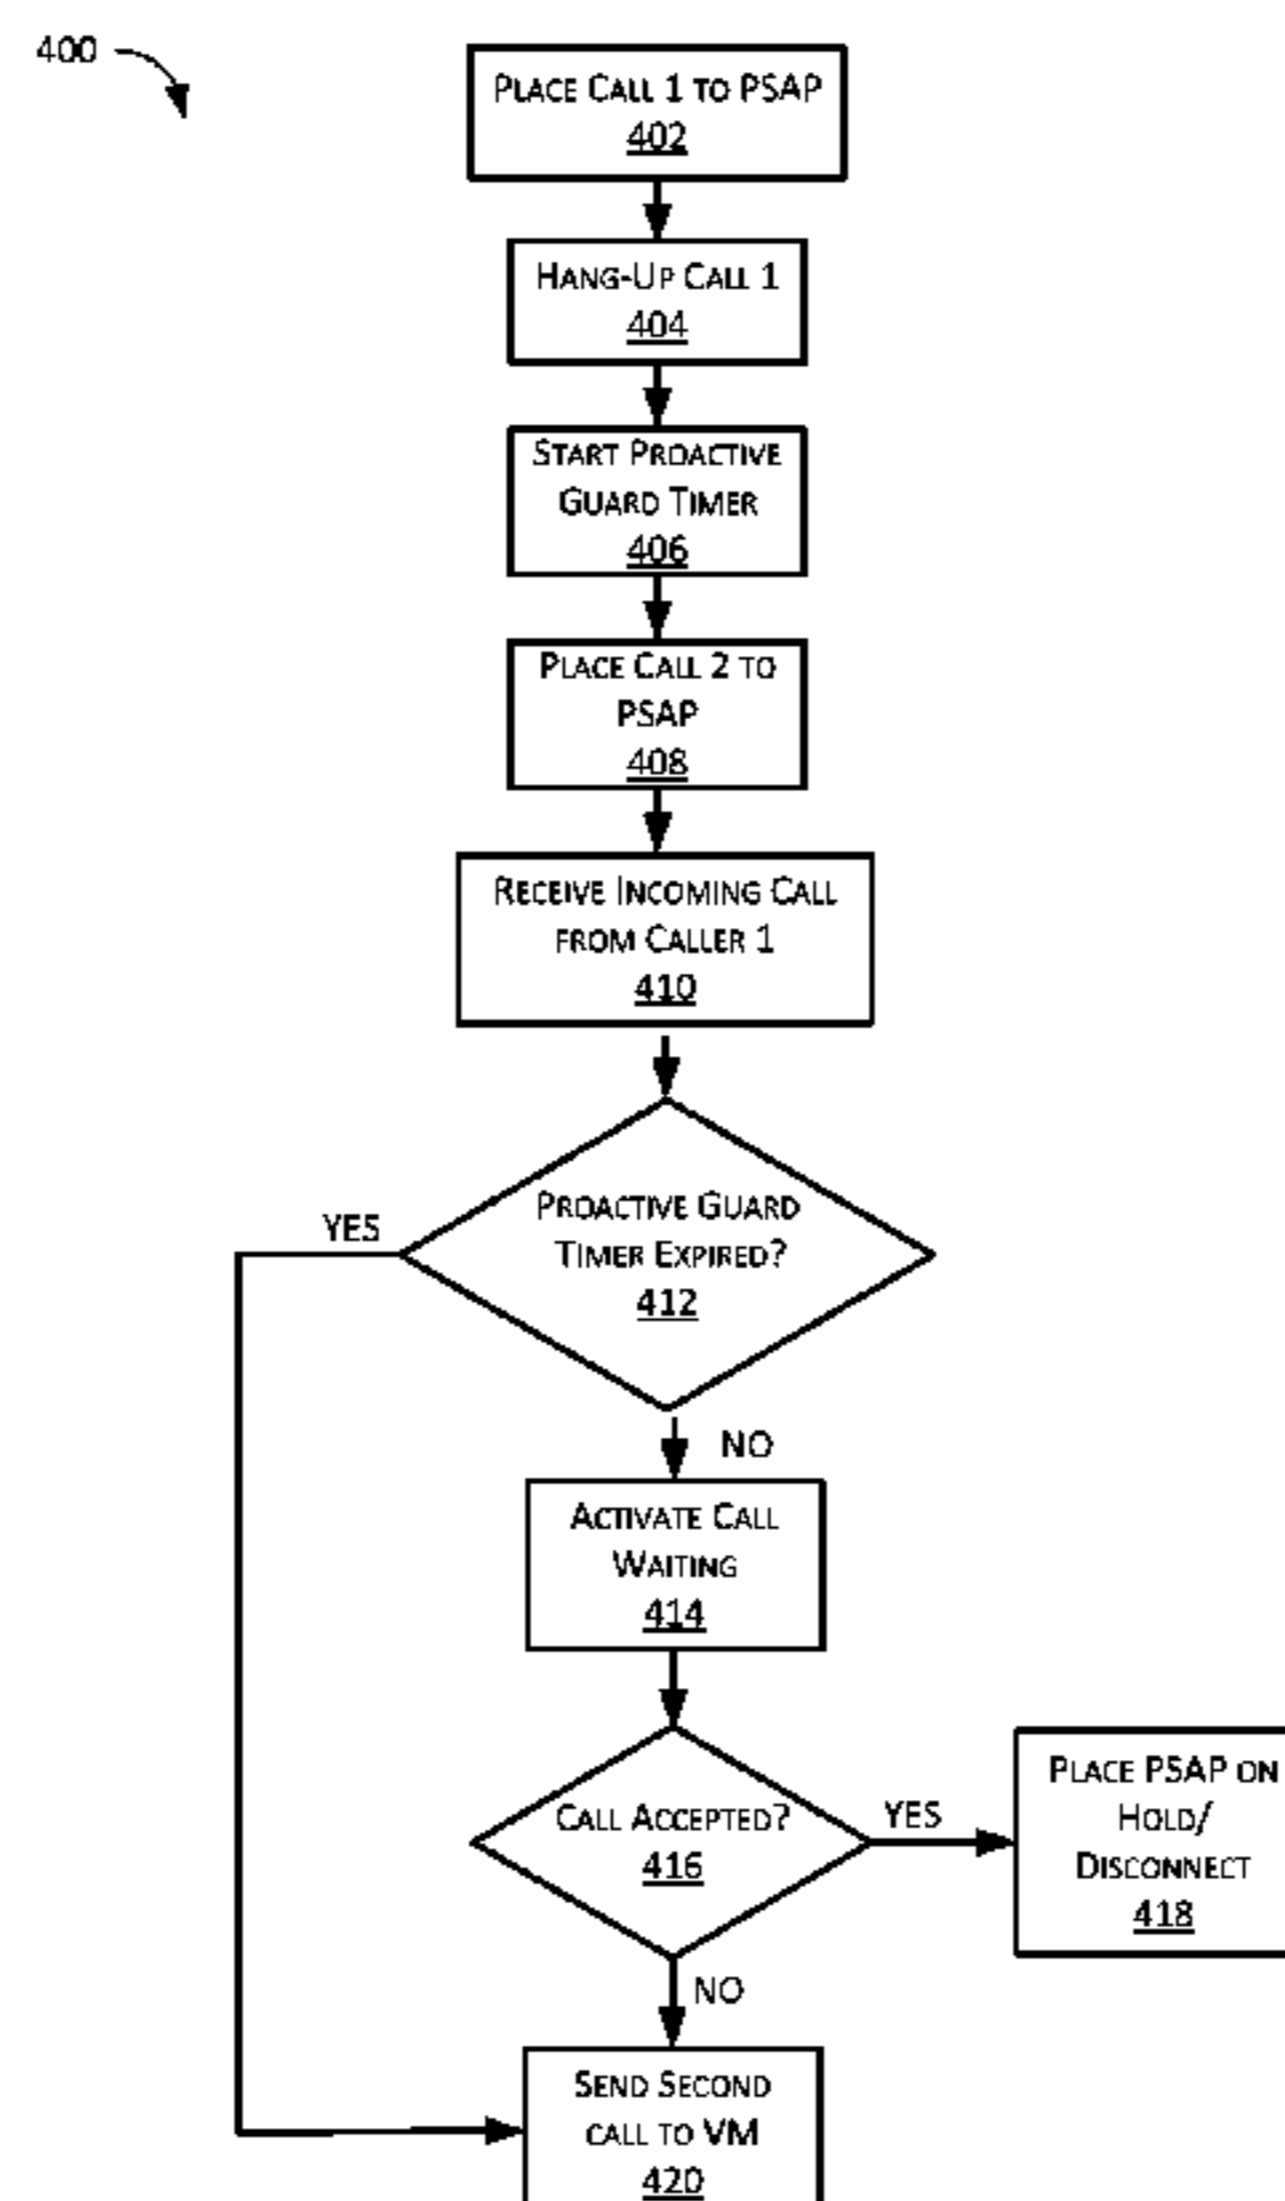 400
PLACE CALL 1 TO PSAP
402
HANG-UP CALL 1
404
START PROACTIVE
GUARD TIMER
406
PLACE CALL 2 TO
PSAP
408
RECEIVE INCOMING CALL
FROM CALLER 1
410
PROACTIVE GUARD
TIMER EXPIRED?
412
YES
NO
ACTIVATE CALL
WAITING
414
CALL ACCEPTED?
416
YES
PLACE PSAP ON
HOLD/
DISCONNECT
418
NO
SEND SECOND
CALL TO VM
420